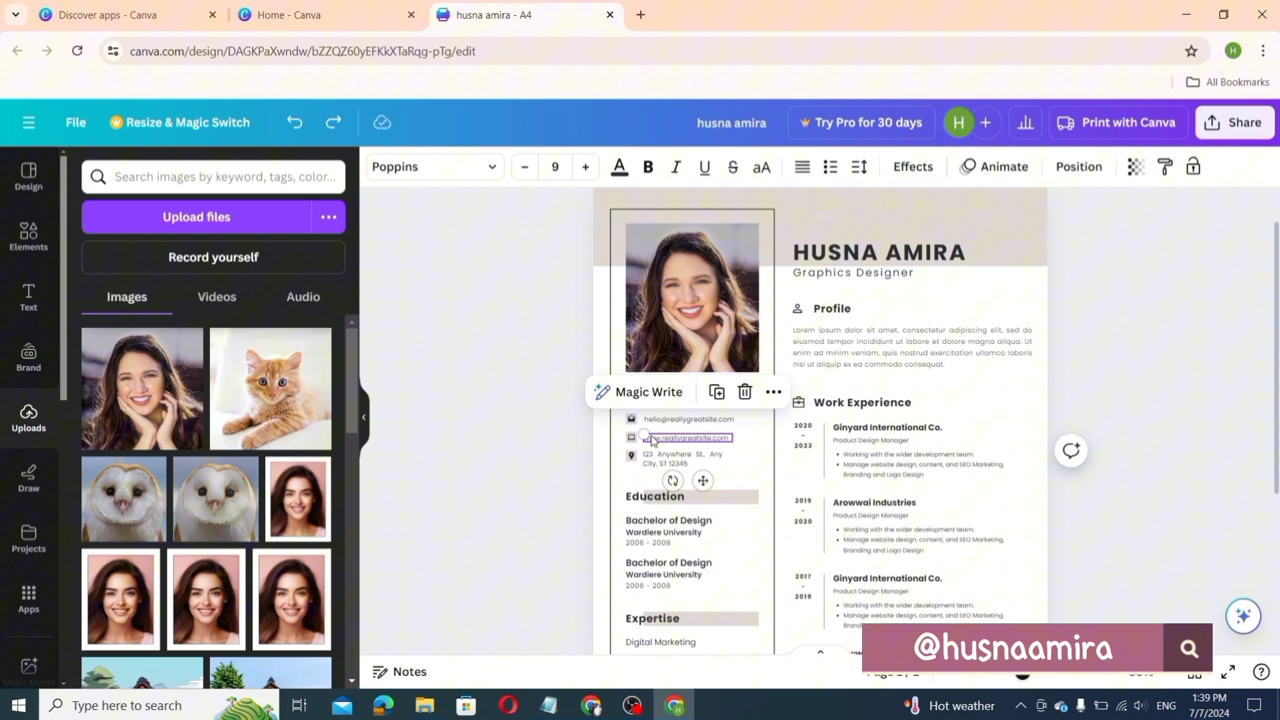 Discover apps - Canva
Home - Canva
husna amira - A4
canva.com/design/DAGKPaXwndw/bZZQZ60yEFKkXTaRqg-pTg/edit
All Bookmarks
File
Resize & Magic Switch
husna amira
H
Try Pro for 30 days
Print with Canva
Share
Design
Elements
Text
Brand
Uploads
Draw
Projects
Apps
Search images by keyword, tags, color...
Upload files
Record yourself
Images
Videos
Audio
Poppins
9
A
B
I
U
S
aA
Effects
Animate
Position
HUSNA AMIRA
Graphics Designer
Profile
Lorem ipsum dolor sit amet, consectetur adipiscing elit, sed do
eiusmod tempor incididunt ut labore et dolore magna aliqua. Ut
enim ad minim veniam, quis nostrud exercitation ullamco laboris
nisi ut aliquip ex ea commodo consequat.
Magic Write
hello@reallygreatsite.com
reallygreatsite.com
123 Anywhere St., Any
City, ST 12345
Education
Bachelor of Design
Wardiere University
2006 - 2008
Bachelor of Design
Wardiere University
2006 - 2008
Expertise
Digital Marketing
Work Experience
2020
-
2023
Ginyard International Co.
Product Design Manager
Working with the wider development team.
Manage website design, content, and SEO Marketing,
Branding and Logo Design
2019
-
2020
Arowwai Industries
Product Design Manager
Working with the wider development team.
Manage website design, content, and SEO Marketing,
Branding and Logo Design
2017
-
2019
Ginyard International Co.
Product Design Manager
Working with the wider development team.
Manage website design, content, and SEO Marketing,
@husnaamira
Notes
Type here to search
Hot weather
ENG
1:39 PM
7/7/2024